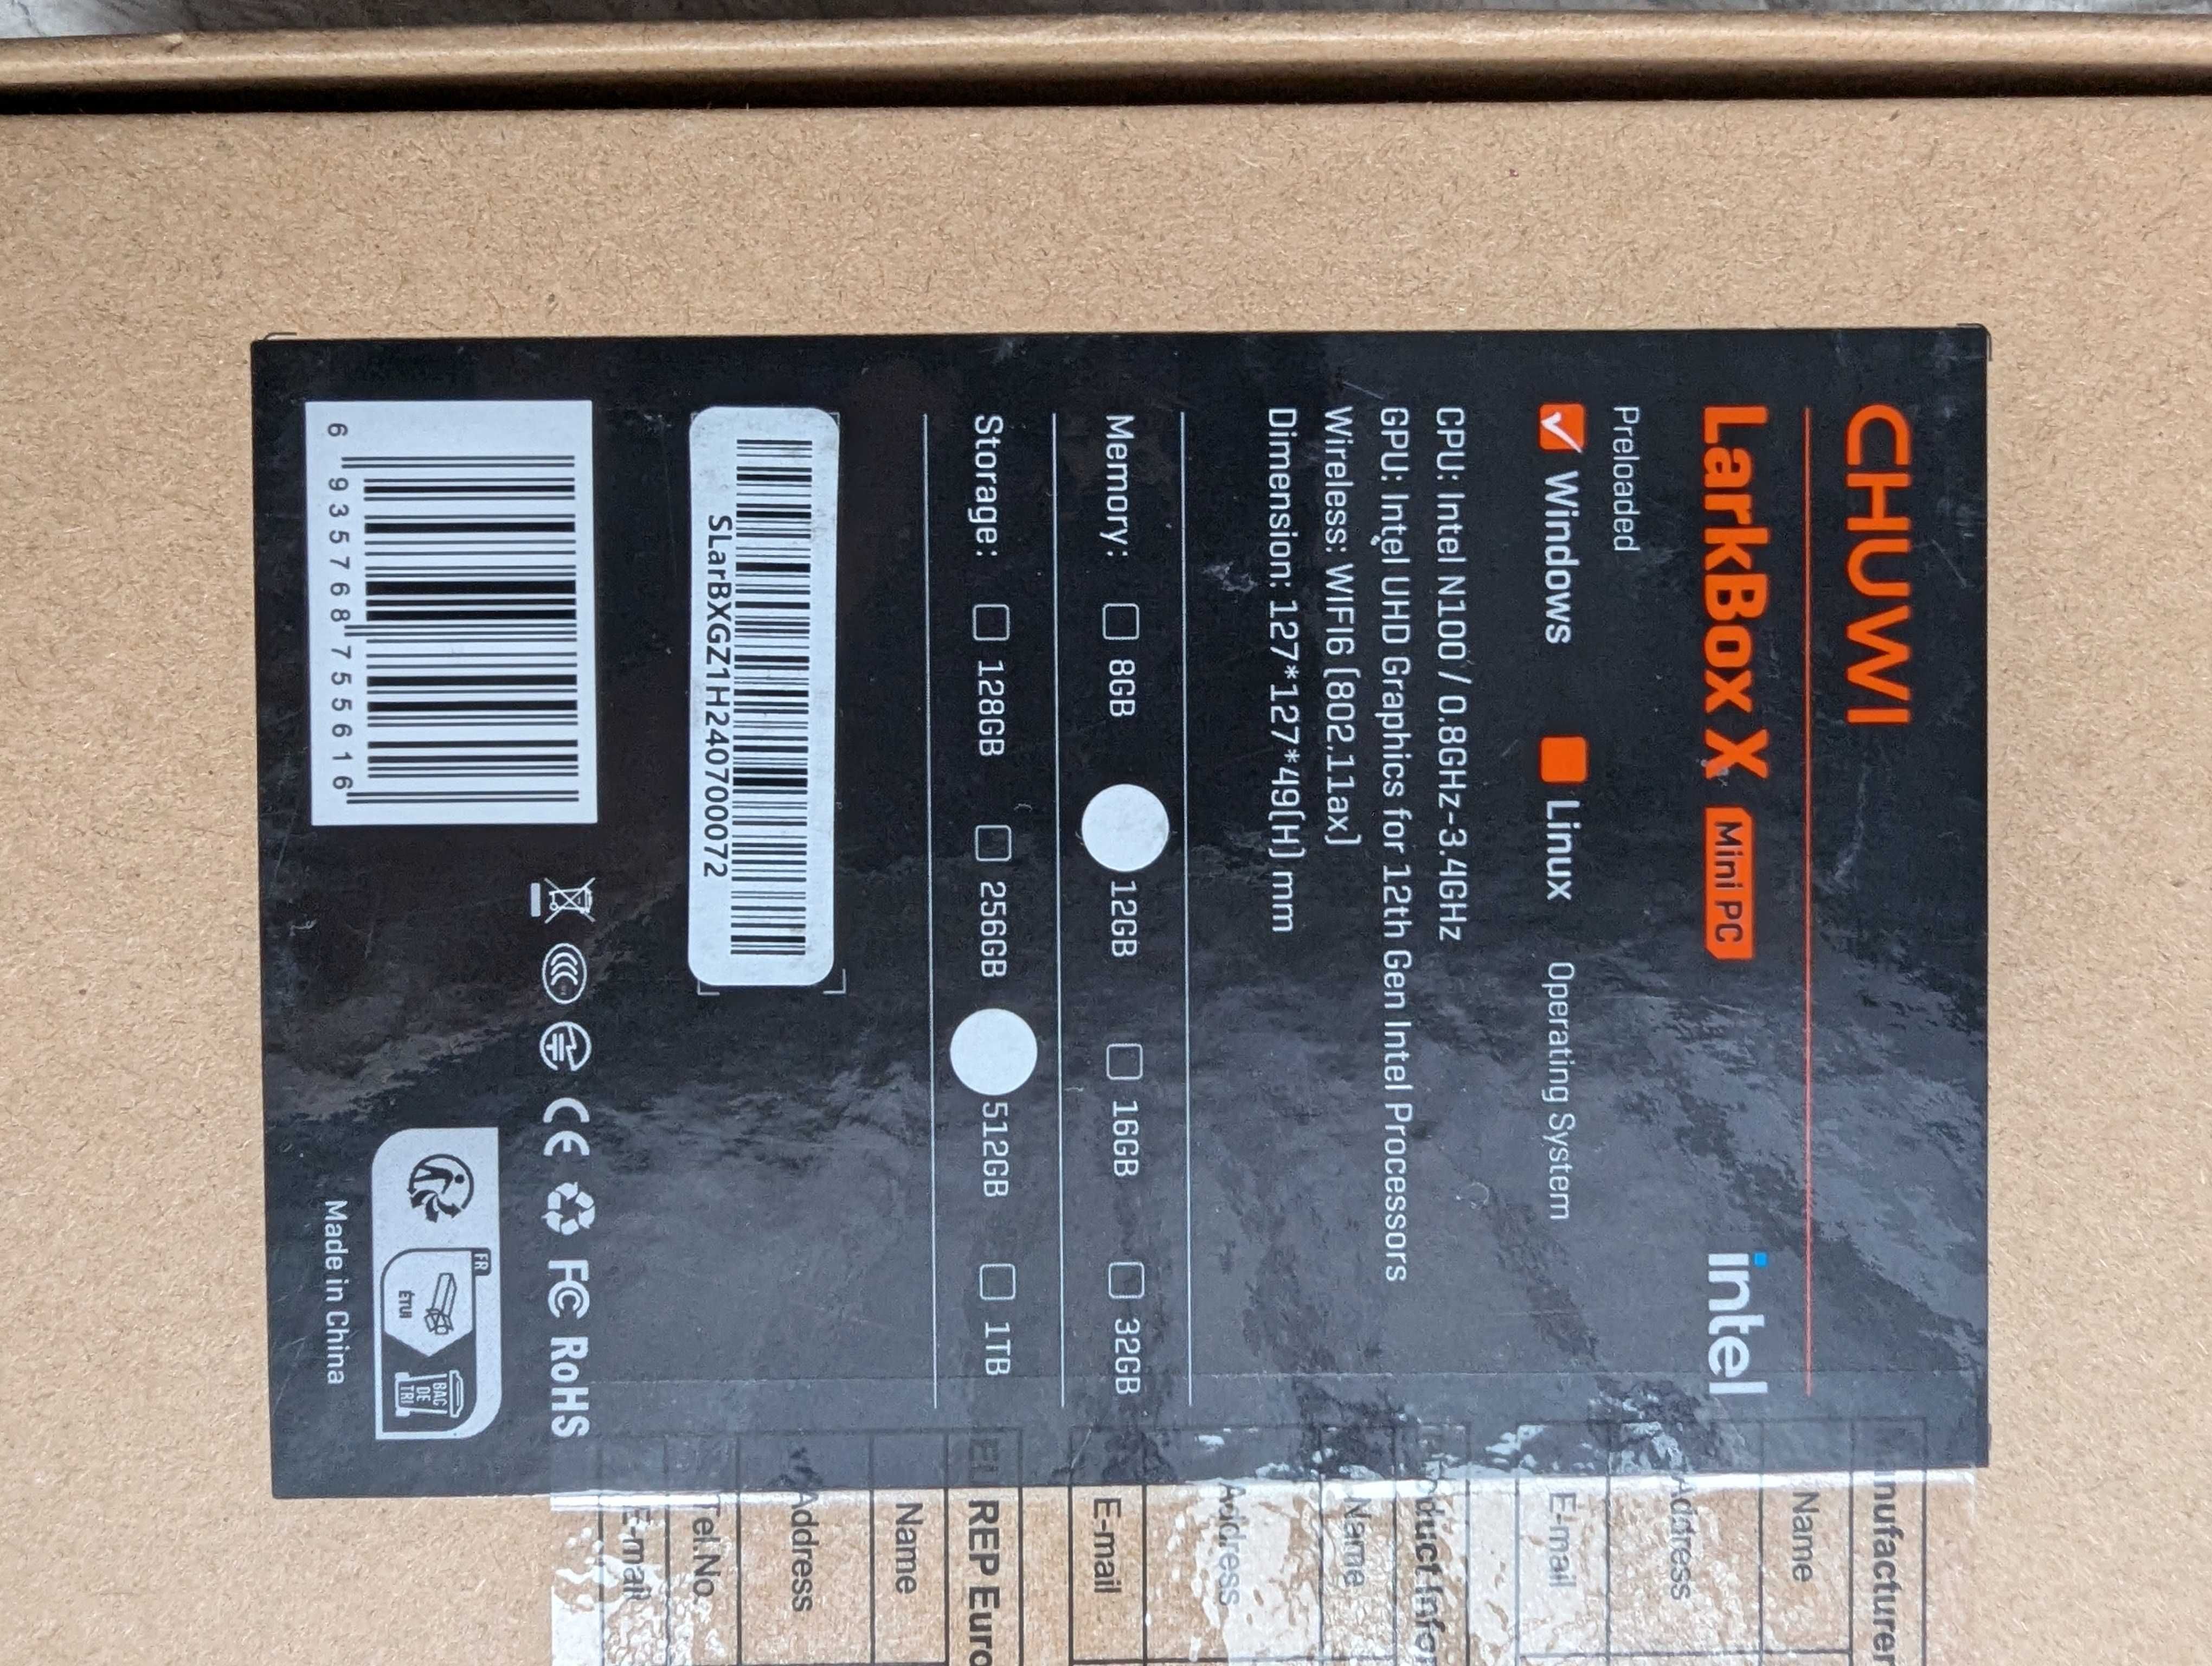 CHUWI
LarkBox X Mini PC intel
Preloaded
Windows Linux Operating System
CPU: Intel N100 / 0.8GHz-3.4GHz
GPU: Intel UHD Graphics for 12th Gen Intel Processors
Wireless: WIFI6 (802.11ax)
Dimension: 127*127*49(H) mm
Memory: 8GB 12GB 16GB 32GB
Storage: 128GB 256GB 512GB 1TB
SLarBXGZ1H240700072
CE FC RoHS
6 935768 755616
FR
ÉTUI
BAC
DE
TRI
Made in China
Name
Address
E-mail
Name
Address
E-mail
REP
Name
Address
Tel.No
E-mail